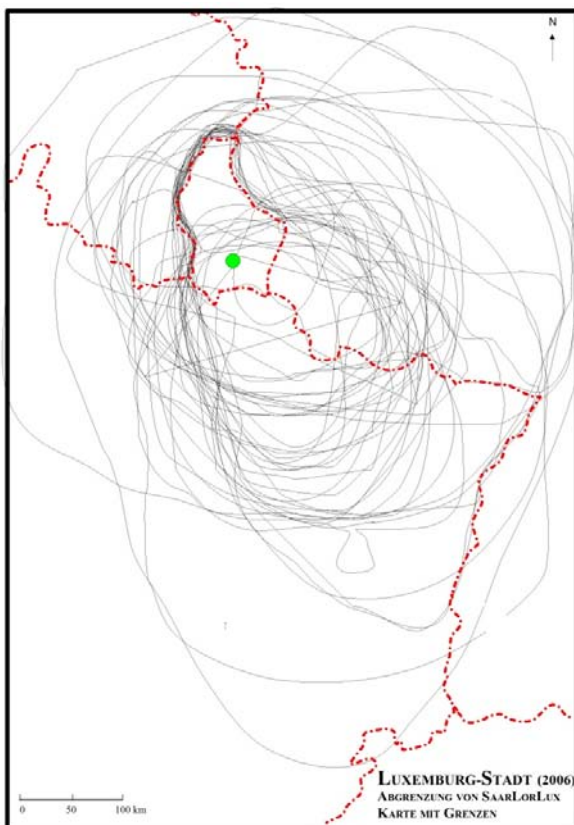 N
LUXEMBURG-STADT (2006)
ABGRENZUNG VON SAARLORLUX
KARTE MIT GRENZEN
0 50 100 km